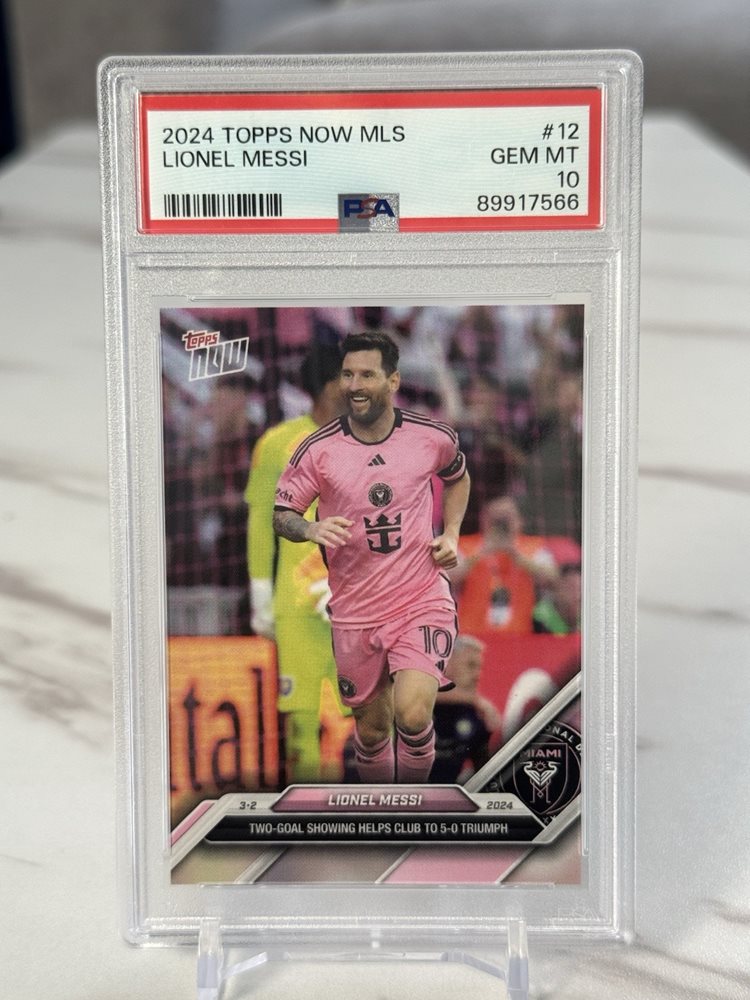 2024 TOPPS NOW MLS
LIONEL MESSI
#12
GEM MT
10
89917566
PSA
topps
now
10
MIAMI
3-2
LIONEL MESSI
2024
TWO-GOAL SHOWING HELPS CLUB TO 5-0 TRIUMPH